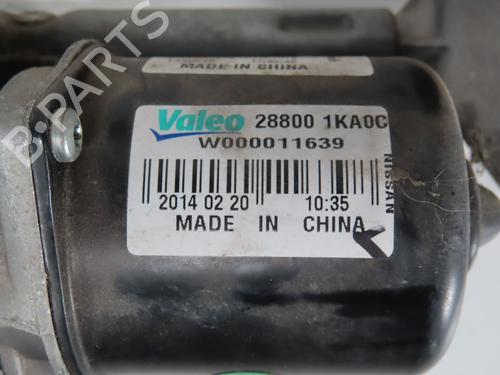 MADE IN CHINA
Valeo 28800 1KA0C
W000011639
2014 02 20 10:35
MADE IN CHINA
NISSAN
B-PARTS